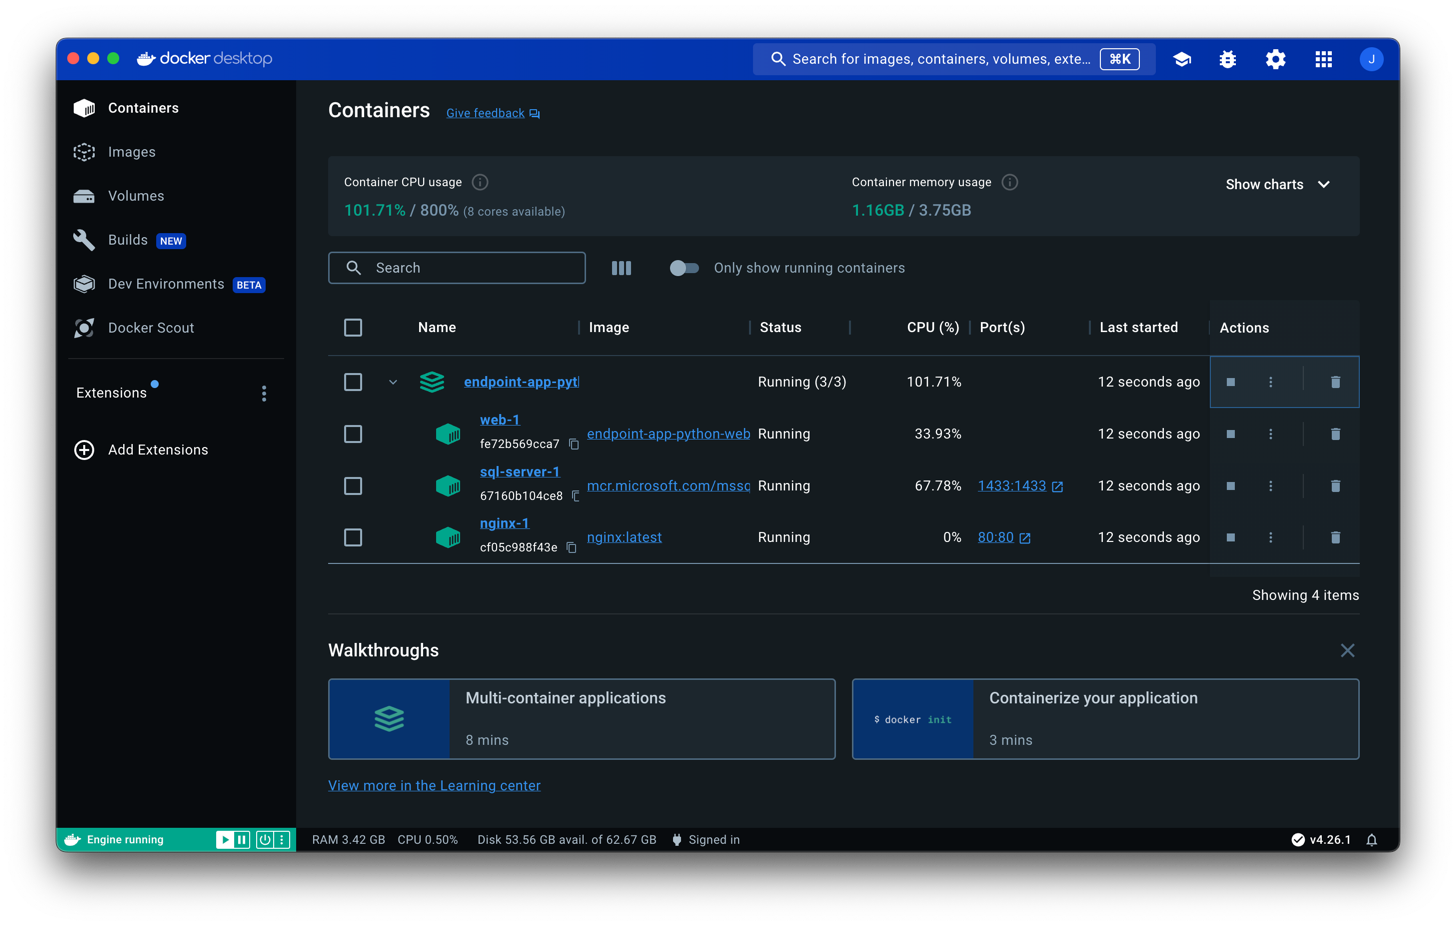 docker desktop
Search for images, containers, volumes, exte... ⌘K
J
Containers
Images
Volumes
Builds NEW
Dev Environments BETA
Docker Scout
Extensions
Add Extensions
Containers Give feedback
Container CPU usage
101.71% / 800% (8 cores available)
Container memory usage
1.16GB / 3.75GB
Show charts
Search
Only show running containers
Name Image Status CPU (%) Port(s) Last started Actions
endpoint-app-pyt Running (3/3) 101.71% 12 seconds ago
web-1
fe72b569cca7 endpoint-app-python-web Running 33.93% 12 seconds ago
sql-server-1
67160b104ce8 mcr.microsoft.com/mssq Running 67.78% 1433:1433 12 seconds ago
nginx-1
cf05c988f43e nginx:latest Running 0% 80:80 12 seconds ago
Showing 4 items
Walkthroughs
Multi-container applications
8 mins
$ docker init
Containerize your application
3 mins
View more in the Learning center
Engine running
RAM 3.42 GB CPU 0.50% Disk 53.56 GB avail. of 62.67 GB Signed in
v4.26.1